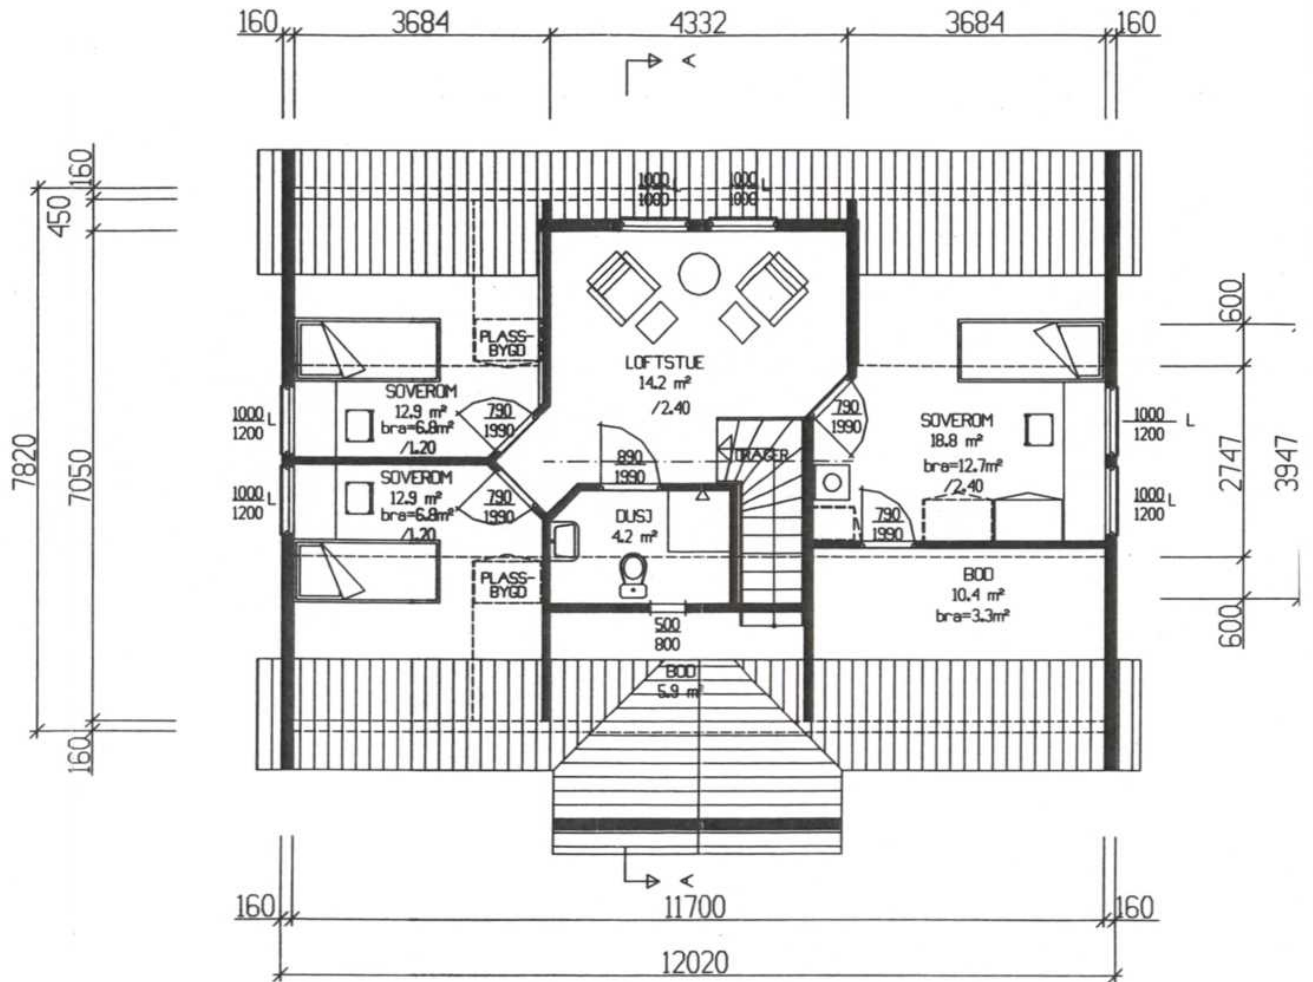 160 3684 4332 3684 160
A
160
450
7820
7050
160
1000 L
1000
1000 L
1000
600
2747
3947
600
PLASS-
BYGD
LOFTSTUE
14.2 m²
/2.40
SOVEROM
12.9 m²
bra=6.8m²
/1.20
790
1990
1000 L
1200
790
1990
SOVEROM
18.8 m²
bra=12.7m²
/2.40
1000 L
1200
DRAGER
890
1990
SOVEROM
12.9 m²
bra=6.8m²
/1.20
790
1990
1000 L
1200
DUSJ
4.2 m²
790
1990
1000 L
1200
PLASS-
BYGD
BOD
10.4 m²
bra=3.3m²
500
800
BOD
5.9 m²
A
160 11700 160
12020